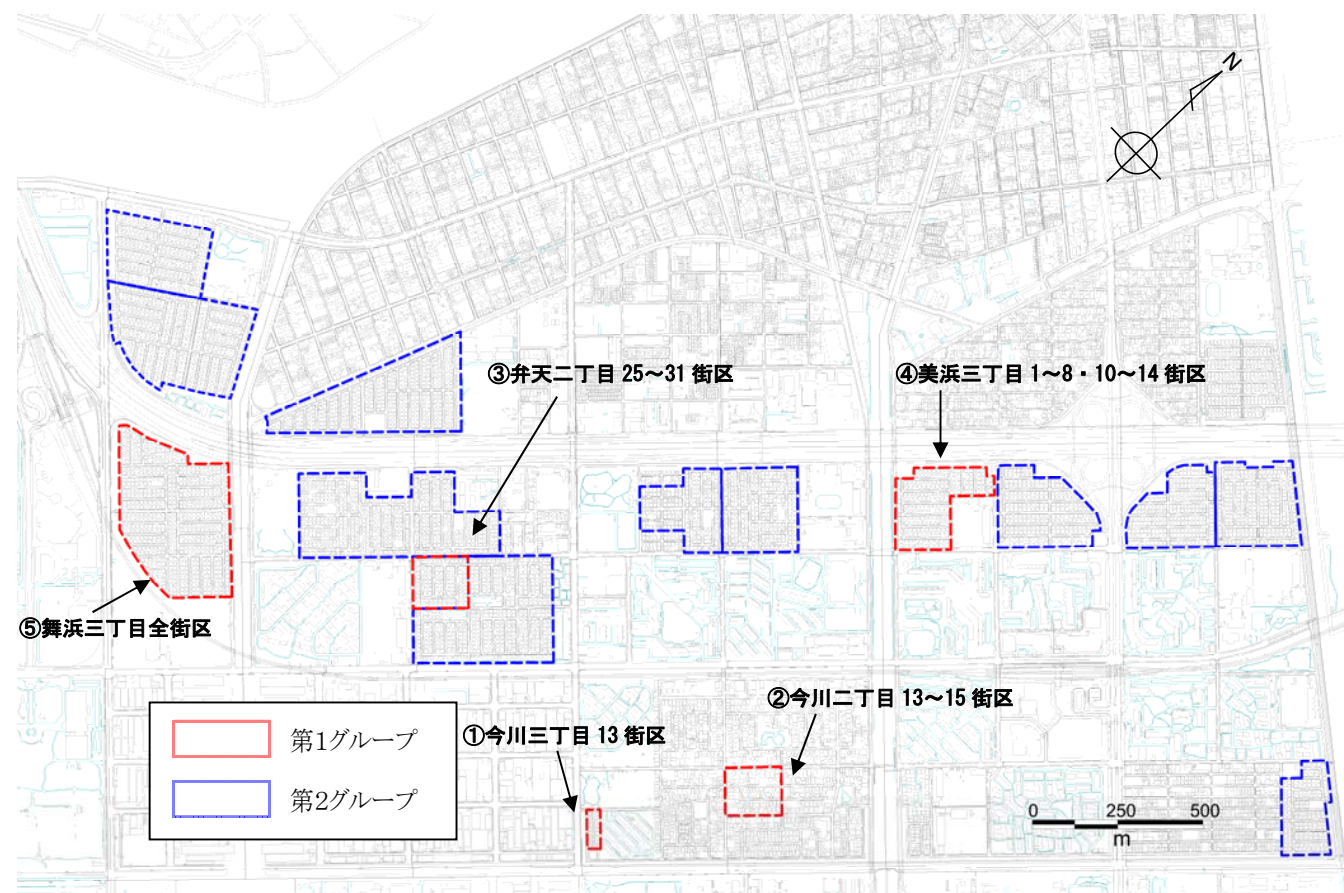 N
③弁天二丁目 25～31 街区
④美浜三丁目 1～8・10～14 街区
⑤舞浜三丁目全街区
②今川二丁目 13～15 街区
①今川三丁目 13 街区
第1グループ
第2グループ
0 250 500
m